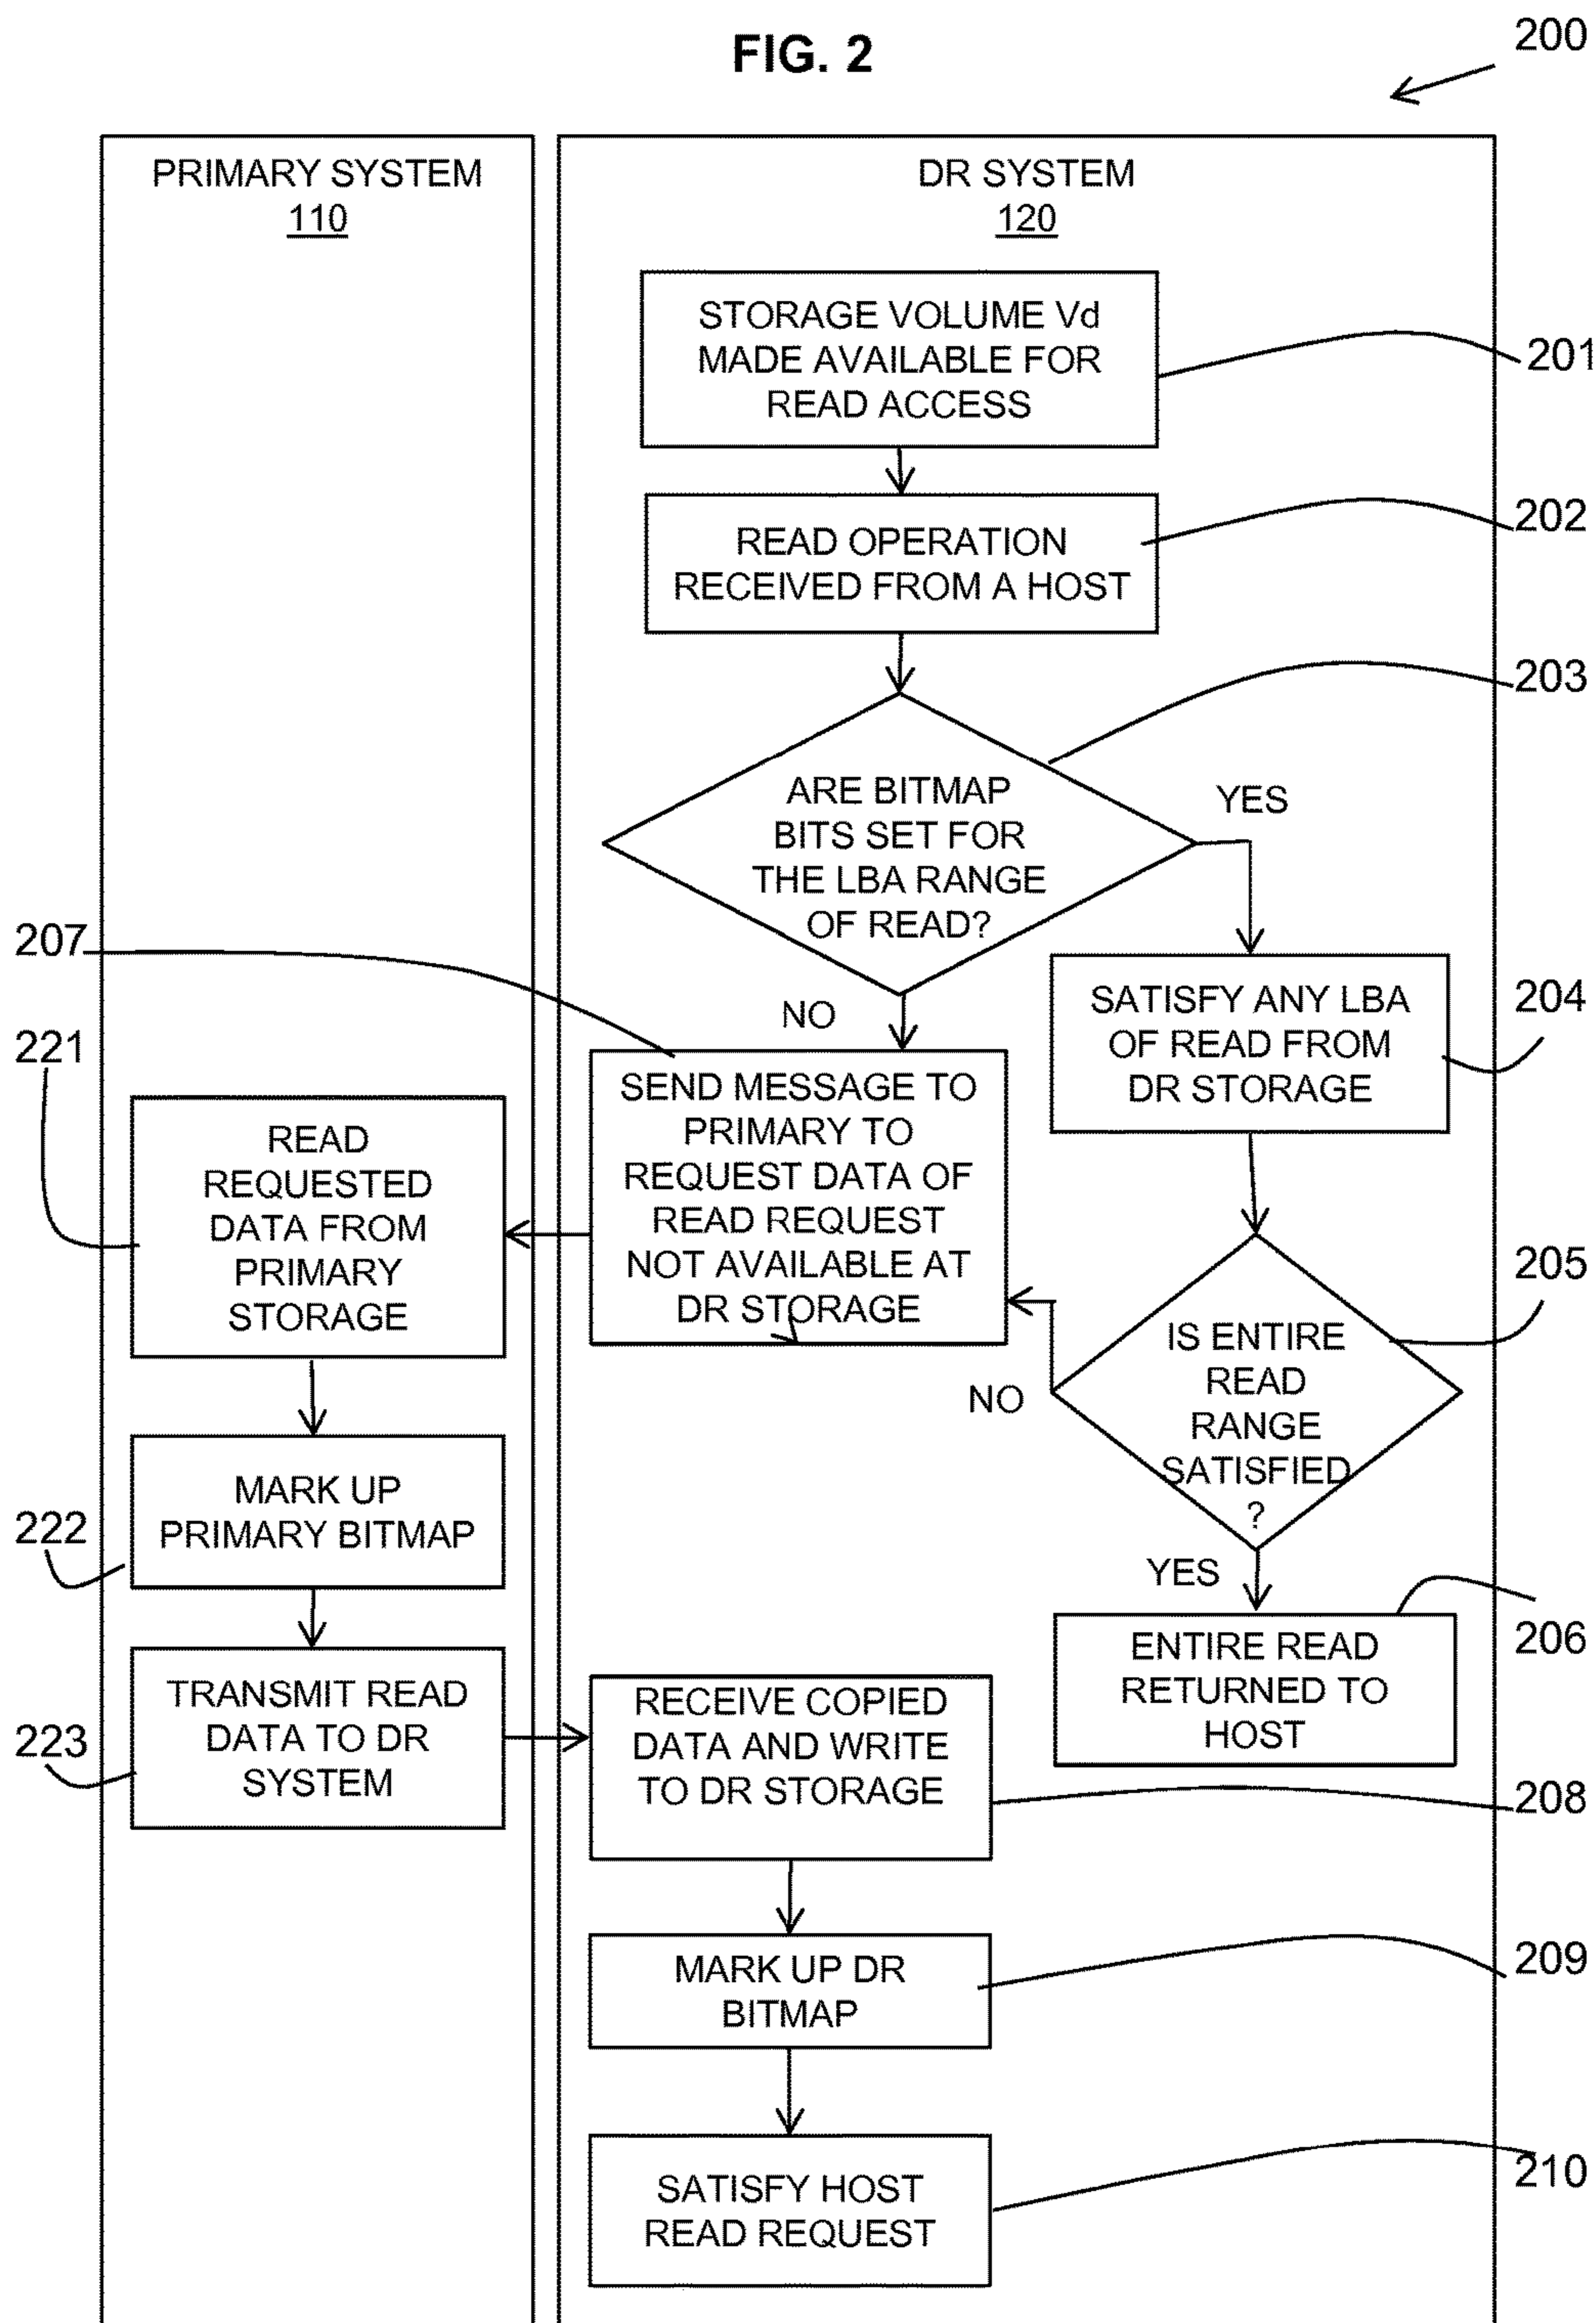 FIG. 2
200
PRIMARY SYSTEM
110
DR SYSTEM
120
STORAGE VOLUME Vd
MADE AVAILABLE FOR
READ ACCESS
201
READ OPERATION
RECEIVED FROM A HOST
202
203
ARE BITMAP
BITS SET FOR
THE LBA RANGE
OF READ?
YES
NO
207
SATISFY ANY LBA
OF READ FROM
DR STORAGE
204
221
SEND MESSAGE TO
PRIMARY TO
REQUEST DATA OF
READ REQUEST
NOT AVAILABLE AT
DR STORAGE
READ
REQUESTED
DATA FROM
PRIMARY
STORAGE
205
IS ENTIRE
READ
RANGE
SATISFIED
?
NO
YES
MARK UP
PRIMARY BITMAP
222
206
ENTIRE READ
RETURNED TO
HOST
TRANSMIT READ
DATA TO DR
SYSTEM
223
RECEIVE COPIED
DATA AND WRITE
TO DR STORAGE
208
MARK UP DR
BITMAP
209
SATISFY HOST
READ REQUEST
210